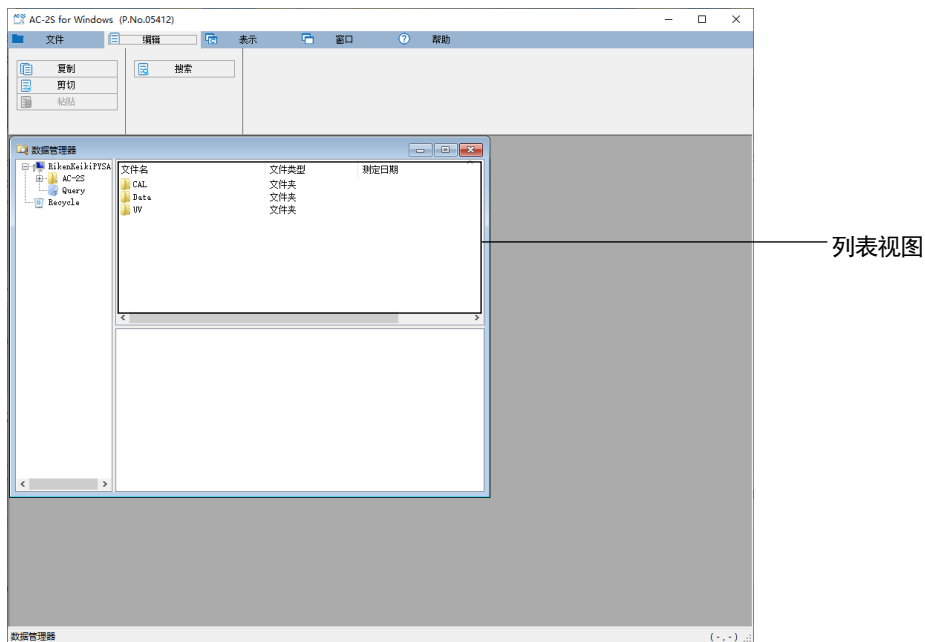 AC-2S for Windows (P.No.05412)
文件 编辑 表示 窗口 ? 帮助
复制 搜索
剪切
粘贴
数据管理器
RikenKeikiPYSA
AC-2S
Query
Recycle
文件名 文件类型 测定日期
CAL 文件夹
Data 文件夹
UV 文件夹
列表视图
数据管理器 (-,-)